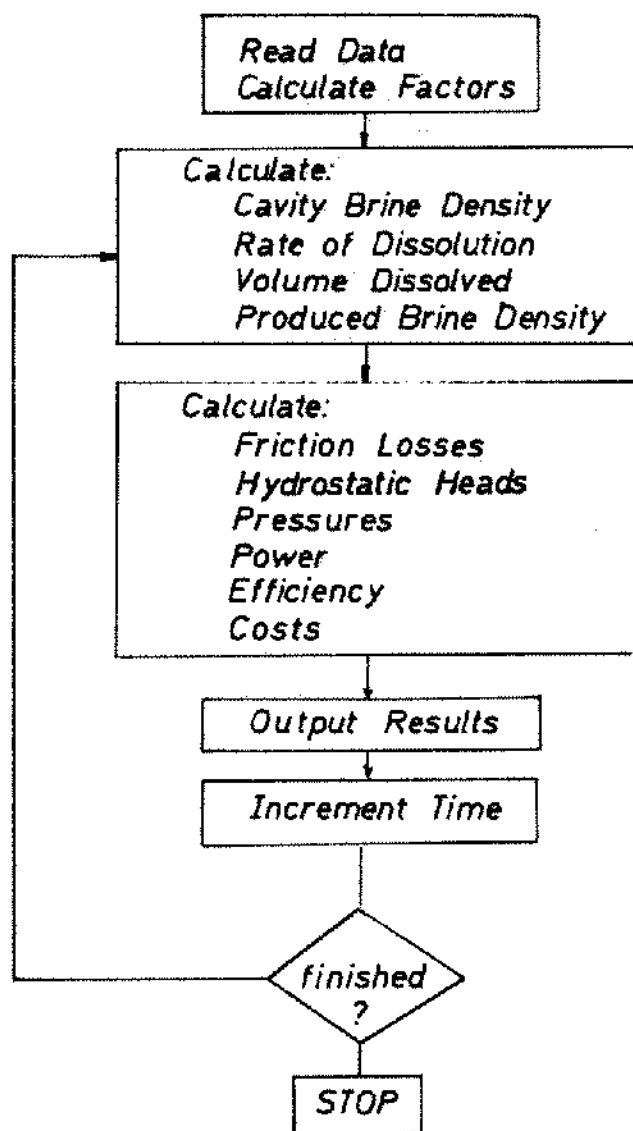 Read Data
Calculate Factors
Calculate:
Cavity Brine Density
Rate of Dissolution
Volume Dissolved
Produced Brine Density
Calculate:
Friction Losses
Hydrostatic Heads
Pressures
Power
Efficiency
Costs
Output Results
Increment Time
finished
?
STOP